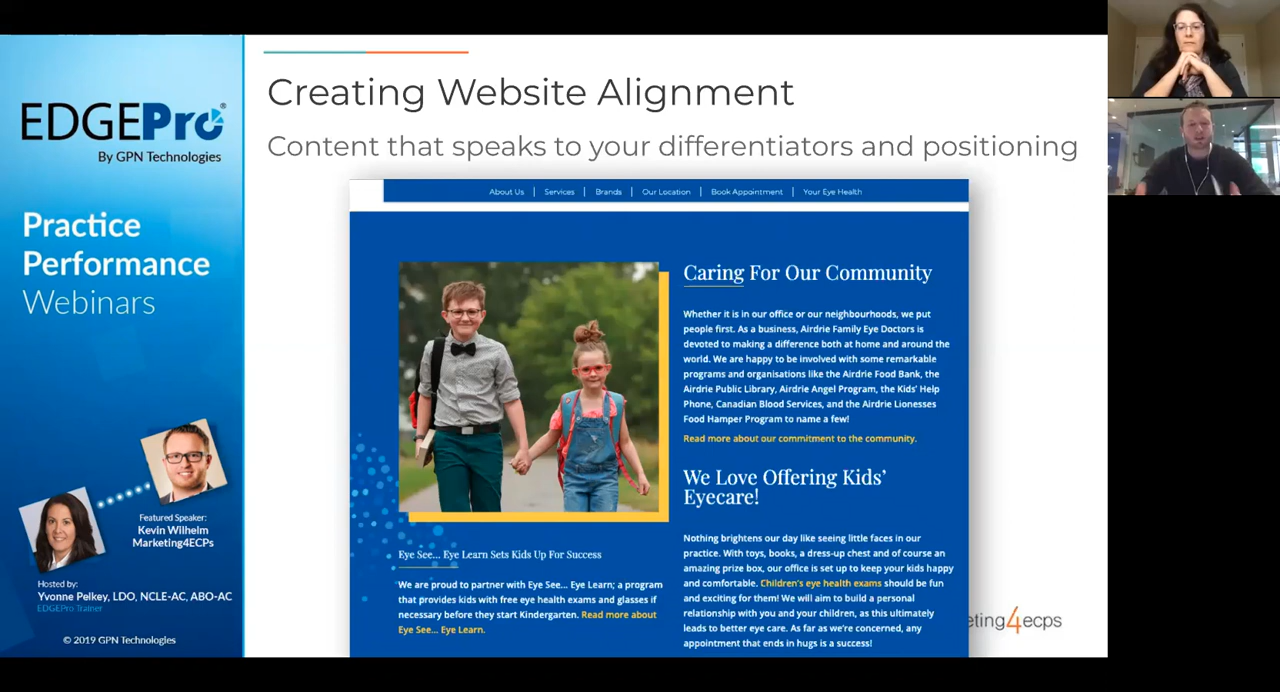 EDGEPro®
By GPN Technologies
Practice
Performance
Webinars
Featured Speaker:
Kevin Wilhelm
Marketing4ECPs
Hosted by:
Yvonne Pelkey, LDO, NCLE-AC, ABO-AC
EDGEPro Trainer
© 2019 GPN Technologies
Creating Website Alignment
Content that speaks to your differentiators and positioning
About Us | Services | Brands | Our Location | Book Appointment | Your Eye Health
Eye See... Eye Learn Sets Kids Up For Success
We are proud to partner with Eye See... Eye Learn; a program
that provides kids with free eye health exams and glasses if
necessary before they start Kindergarten. Read more about
Eye See... Eye Learn.
Caring For Our Community
Whether it is in our office or our neighbourhoods, we put
people first. As a business, Airdrie Family Eye Doctors is
devoted to making a difference both at home and around the
world. We are happy to be involved with some remarkable
programs and organisations like the Airdrie Food Bank, the
Airdrie Public Library, Airdrie Angel Program, the Kids' Help
Phone, Canadian Blood Services, and the Airdrie Lionesses
Food Hamper Program to name a few!
Read more about our commitment to the community.
We Love Offering Kids'
Eyecare!
Nothing brightens our day like seeing little faces in our
practice. With toys, books, a dress-up chest and of course an
amazing prize box, our office is set up to keep your kids happy
and comfortable. Children's eye health exams should be fun
and exciting for them! We will aim to build a personal
relationship with you and your children, as this ultimately
leads to better eye care. As far as we're concerned, any
appointment that ends in hugs is a success!
eting4ecps